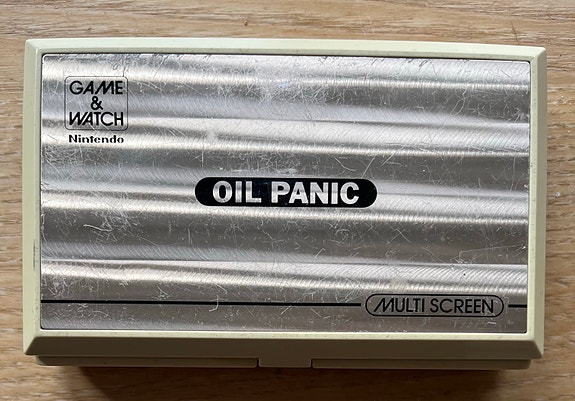 GAME
&
WATCH
Nintendo
OIL PANIC
MULTI SCREEN